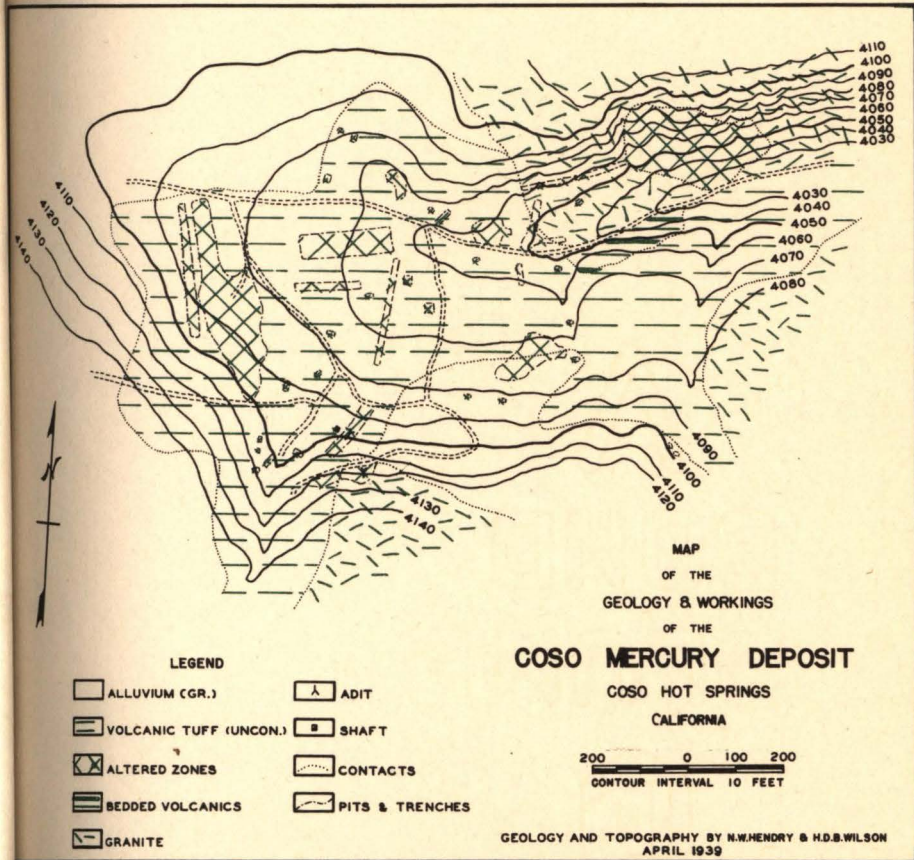 4110
4100
4090
4080
4070
4060
4050
4040
4030
4110
4120
4130
4140
4030
4040
4050
4060
4070
4080
4090
4100
4110
4120
4130
4140
N
MAP
OF THE
GEOLOGY & WORKINGS
OF THE
COSO MERCURY DEPOSIT
COSO HOT SPRINGS
CALIFORNIA
200 0 100 200
CONTOUR INTERVAL 10 FEET
LEGEND
ALLUVIUM (GR.)
VOLCANIC TUFF (UNCON.)
ALTERED ZONES
BEDDED VOLCANICS
GRANITE
ADIT
SHAFT
CONTACTS
PITS & TRENCHES
GEOLOGY AND TOPOGRAPHY BY N.W.HENDRY & H.D.B.WILSON
APRIL 1939